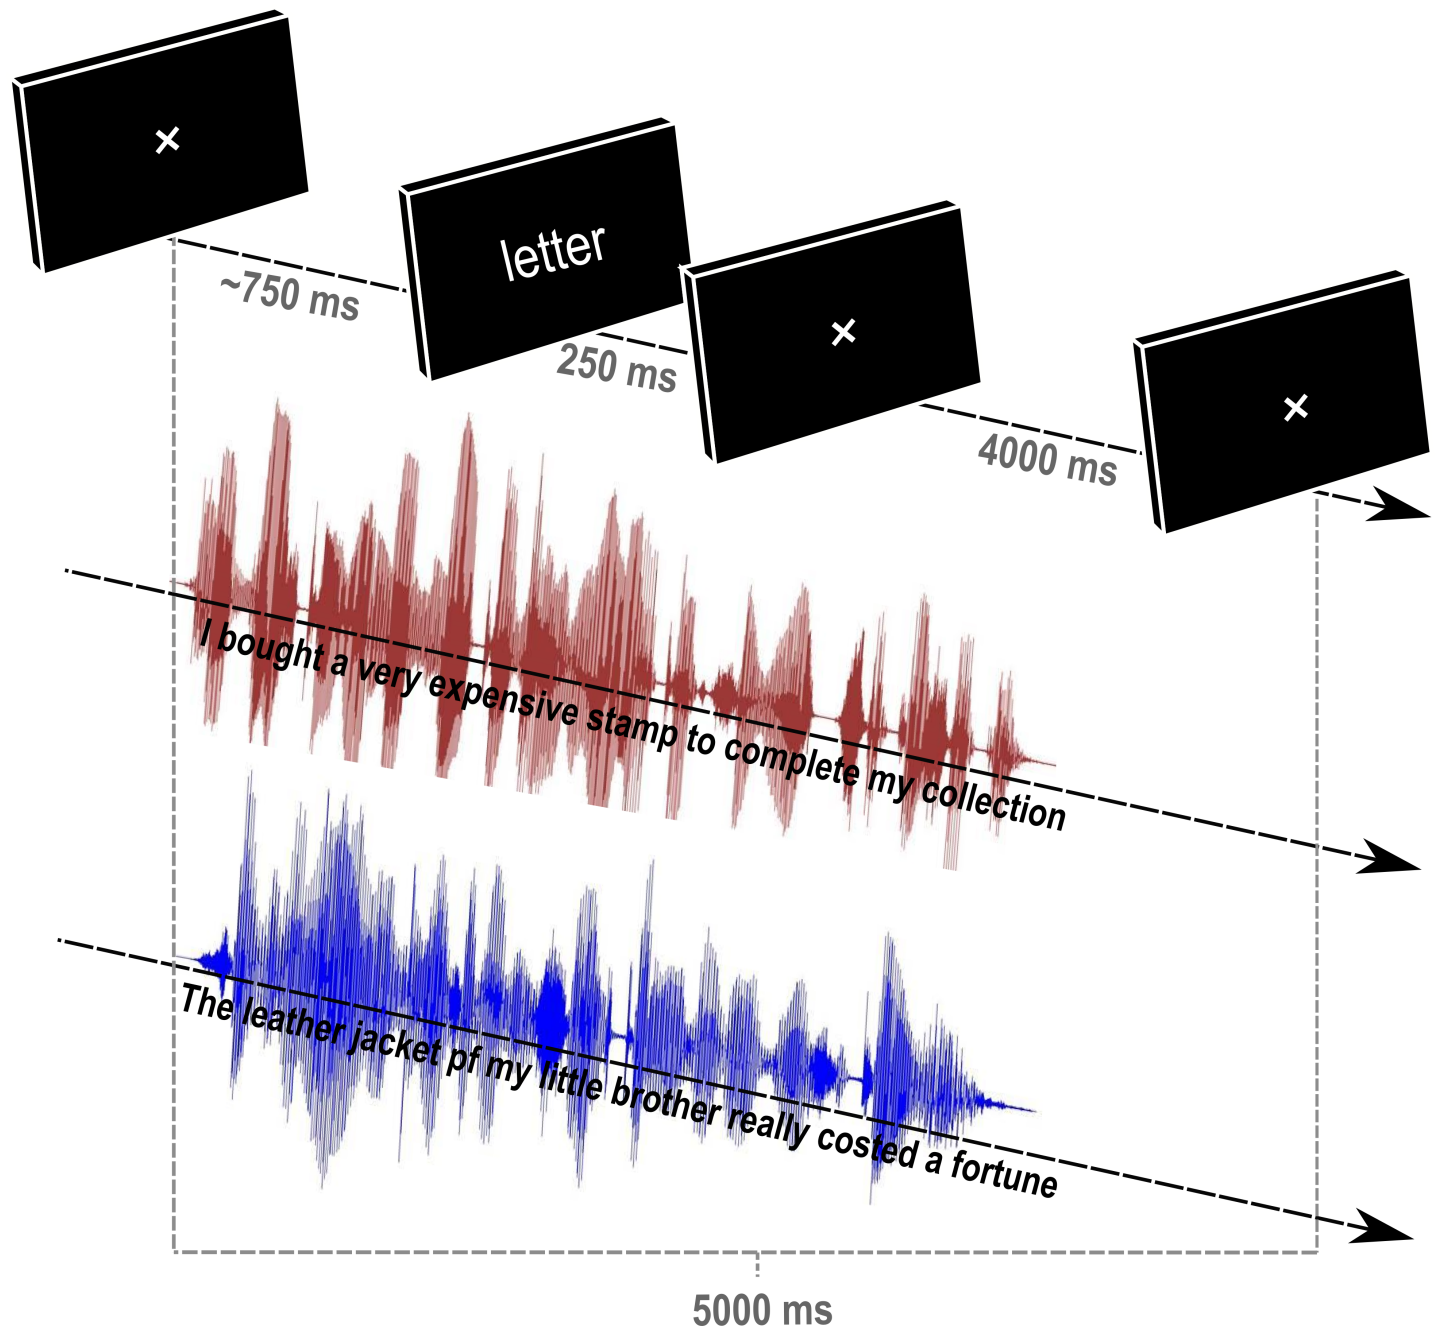 letter
~750 ms
250 ms
4000 ms
I bought a very expensive stamp to complete my collection
The leather jacket pf my little brother really costed a fortune
5000 ms